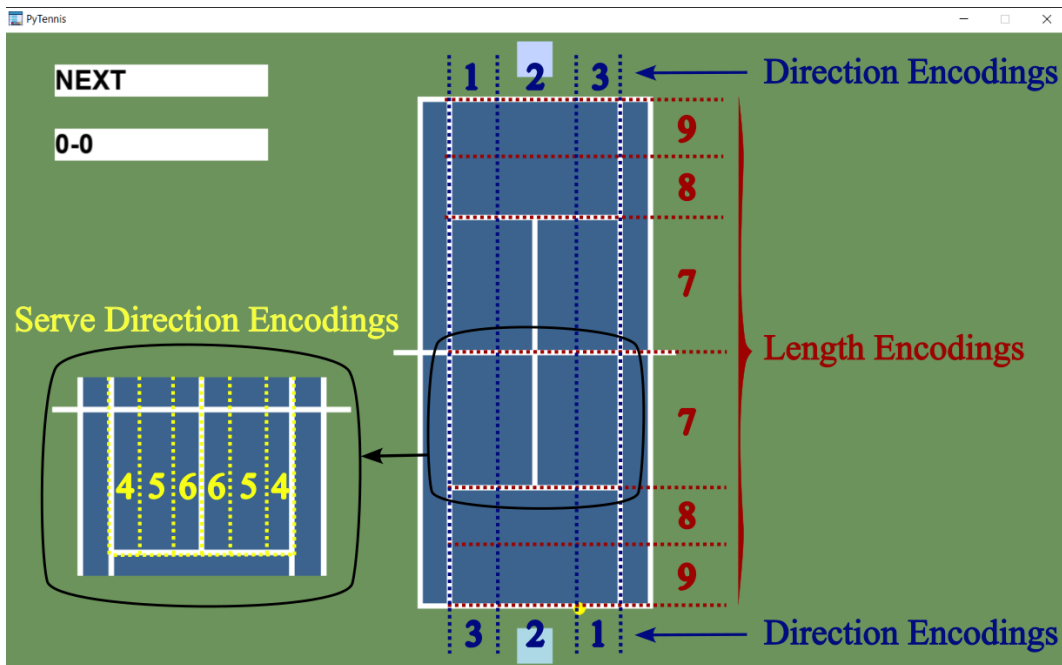 PyTennis
NEXT
0-0
1 2 3
Direction Encodings
9
8
7
7
8
9
Length Encodings
Serve Direction Encodings
4 5 6 6 5 4
3 2 1
Direction Encodings